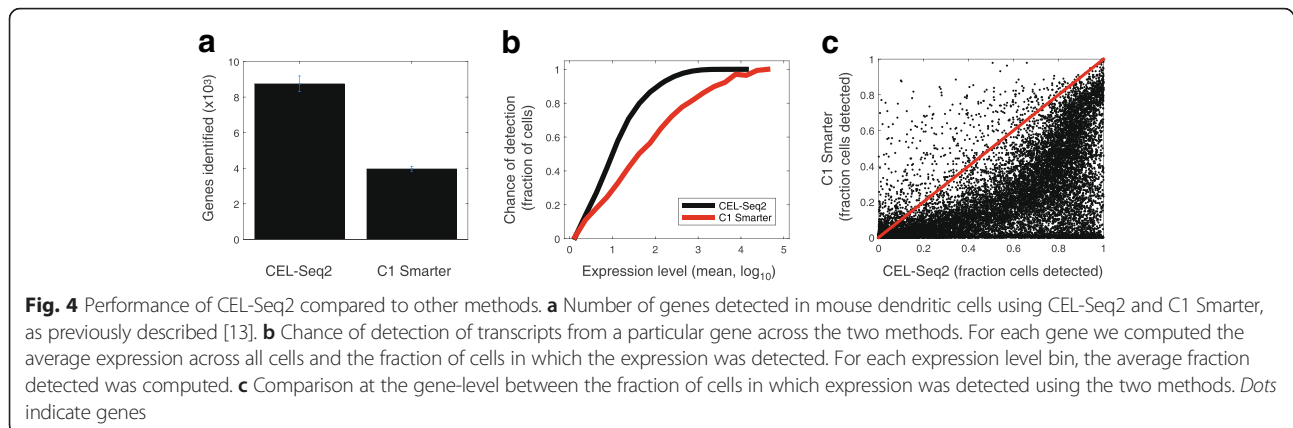 a
Genes identified (x10³)
10
8
6
4
2
0
CEL-Seq2
C1 Smarter
b
Chance of detection
(fraction of cells)
1
0.8
0.6
0.4
0.2
0
0
1
2
3
4
5
CEL-Seq2
C1 Smarter
Expression level (mean, log₁₀)
c
C1 Smarter
(fraction cells detected)
1
0.8
0.6
0.4
0.2
0
0
0.2
0.4
0.6
0.8
1
CEL-Seq2 (fraction cells detected)
Fig. 4 Performance of CEL-Seq2 compared to other methods. a Number of genes detected in mouse dendritic cells using CEL-Seq2 and C1 Smarter,
as previously described [13]. b Chance of detection of transcripts from a particular gene across the two methods. For each gene we computed the
average expression across all cells and the fraction of cells in which the expression was detected. For each expression level bin, the average fraction
detected was computed. c Comparison at the gene-level between the fraction of cells in which expression was detected using the two methods. Dots
indicate genes